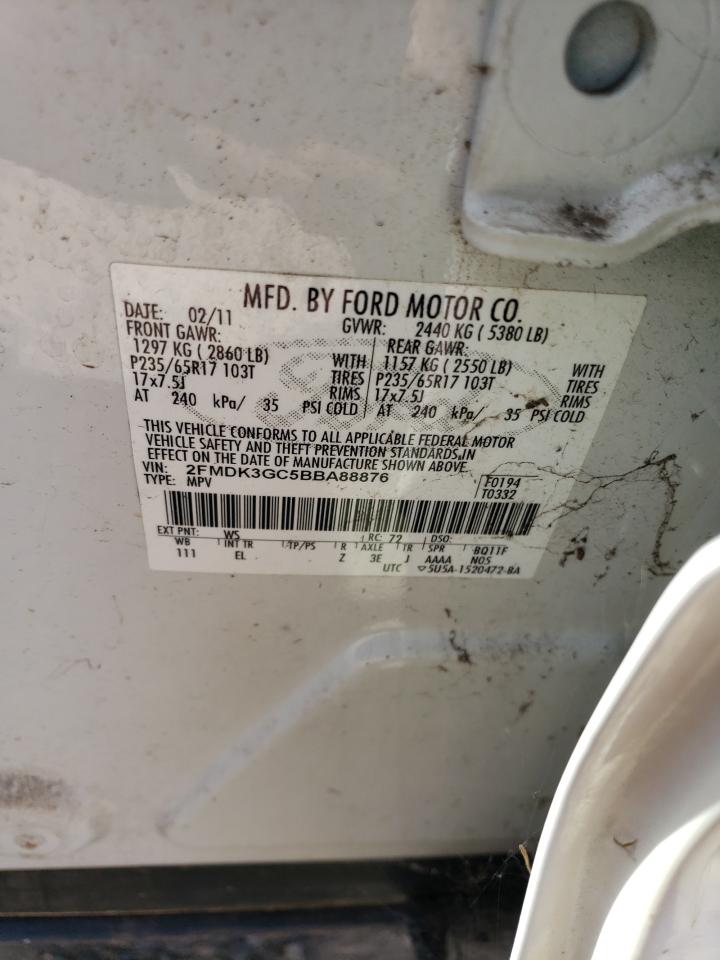 MFD. BY FORD MOTOR CO.
DATE: 02/11 GVWR: 2440 KG ( 5380 LB)
FRONT GAWR: REAR GAWR:
1297 KG ( 2860 LB) WITH 1157 KG ( 2550 LB) WITH
P235/65R17 103T TIRES P235/65R17 103T TIRES
17x7.5J RIMS 17x7.5J RIMS
AT 240 kPa/ 35 PSI COLD AT 240 kPa/ 35 PSI COLD
THIS VEHICLE CONFORMS TO ALL APPLICABLE FEDERAL MOTOR
VEHICLE SAFETY AND THEFT PREVENTION STANDARDS IN
EFFECT ON THE DATE OF MANUFACTURE SHOWN ABOVE.
VIN: 2FMDK3GC5BBA88876 F0194
TYPE: MPV T0332
EXT PNT: WS RC: 72 DSO:
WB INT TR TP/PS R AXLE TR SPR BQ11F
111 EL Z 3E J AAAA N05
UTC 5U5A-1520472-BA